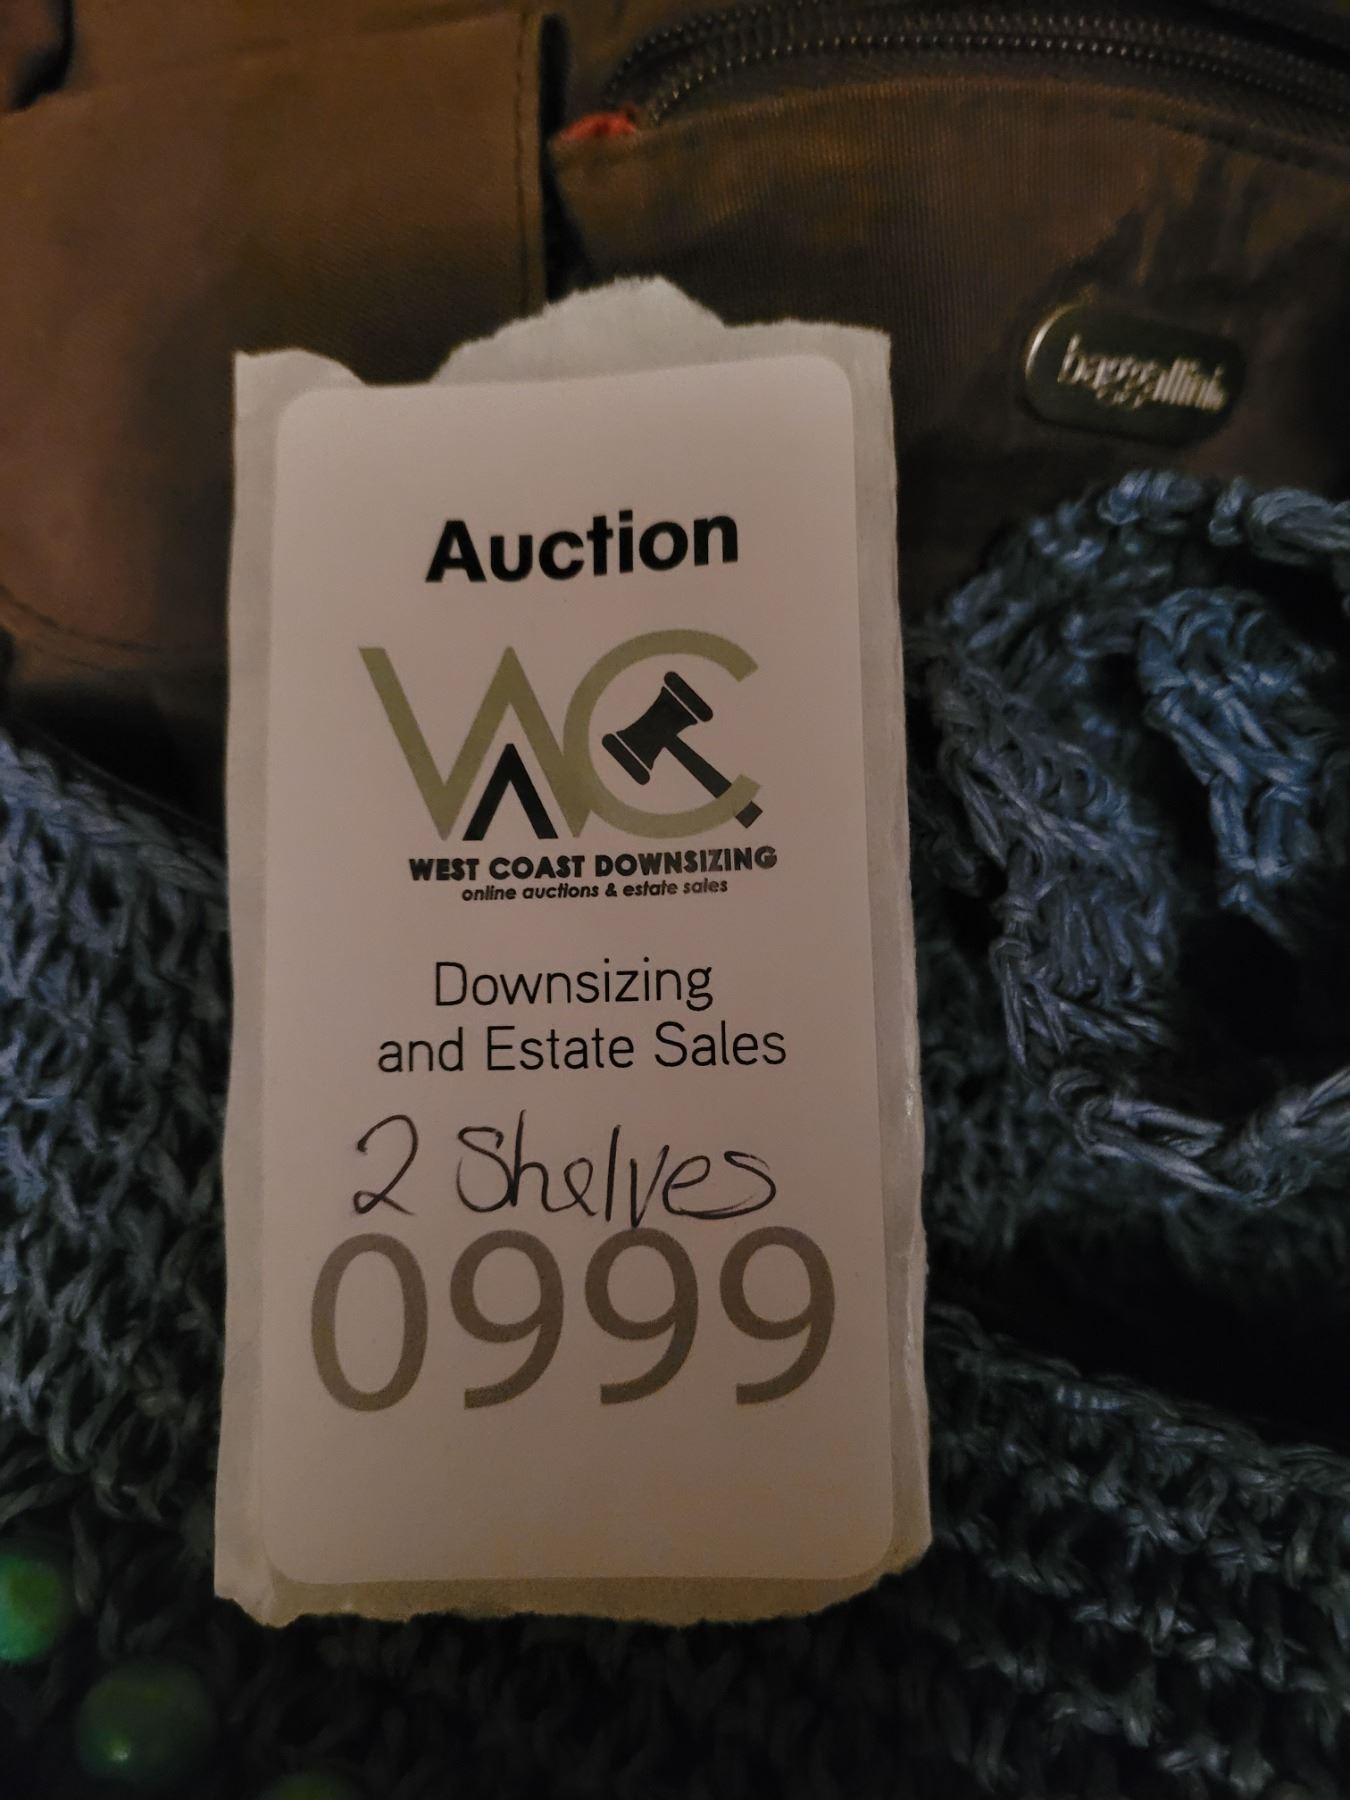 baggallini
Auction
WC
WEST COAST DOWNSIZING
online auctions & estate sales
Downsizing
and Estate Sales
2 Shelves
0999